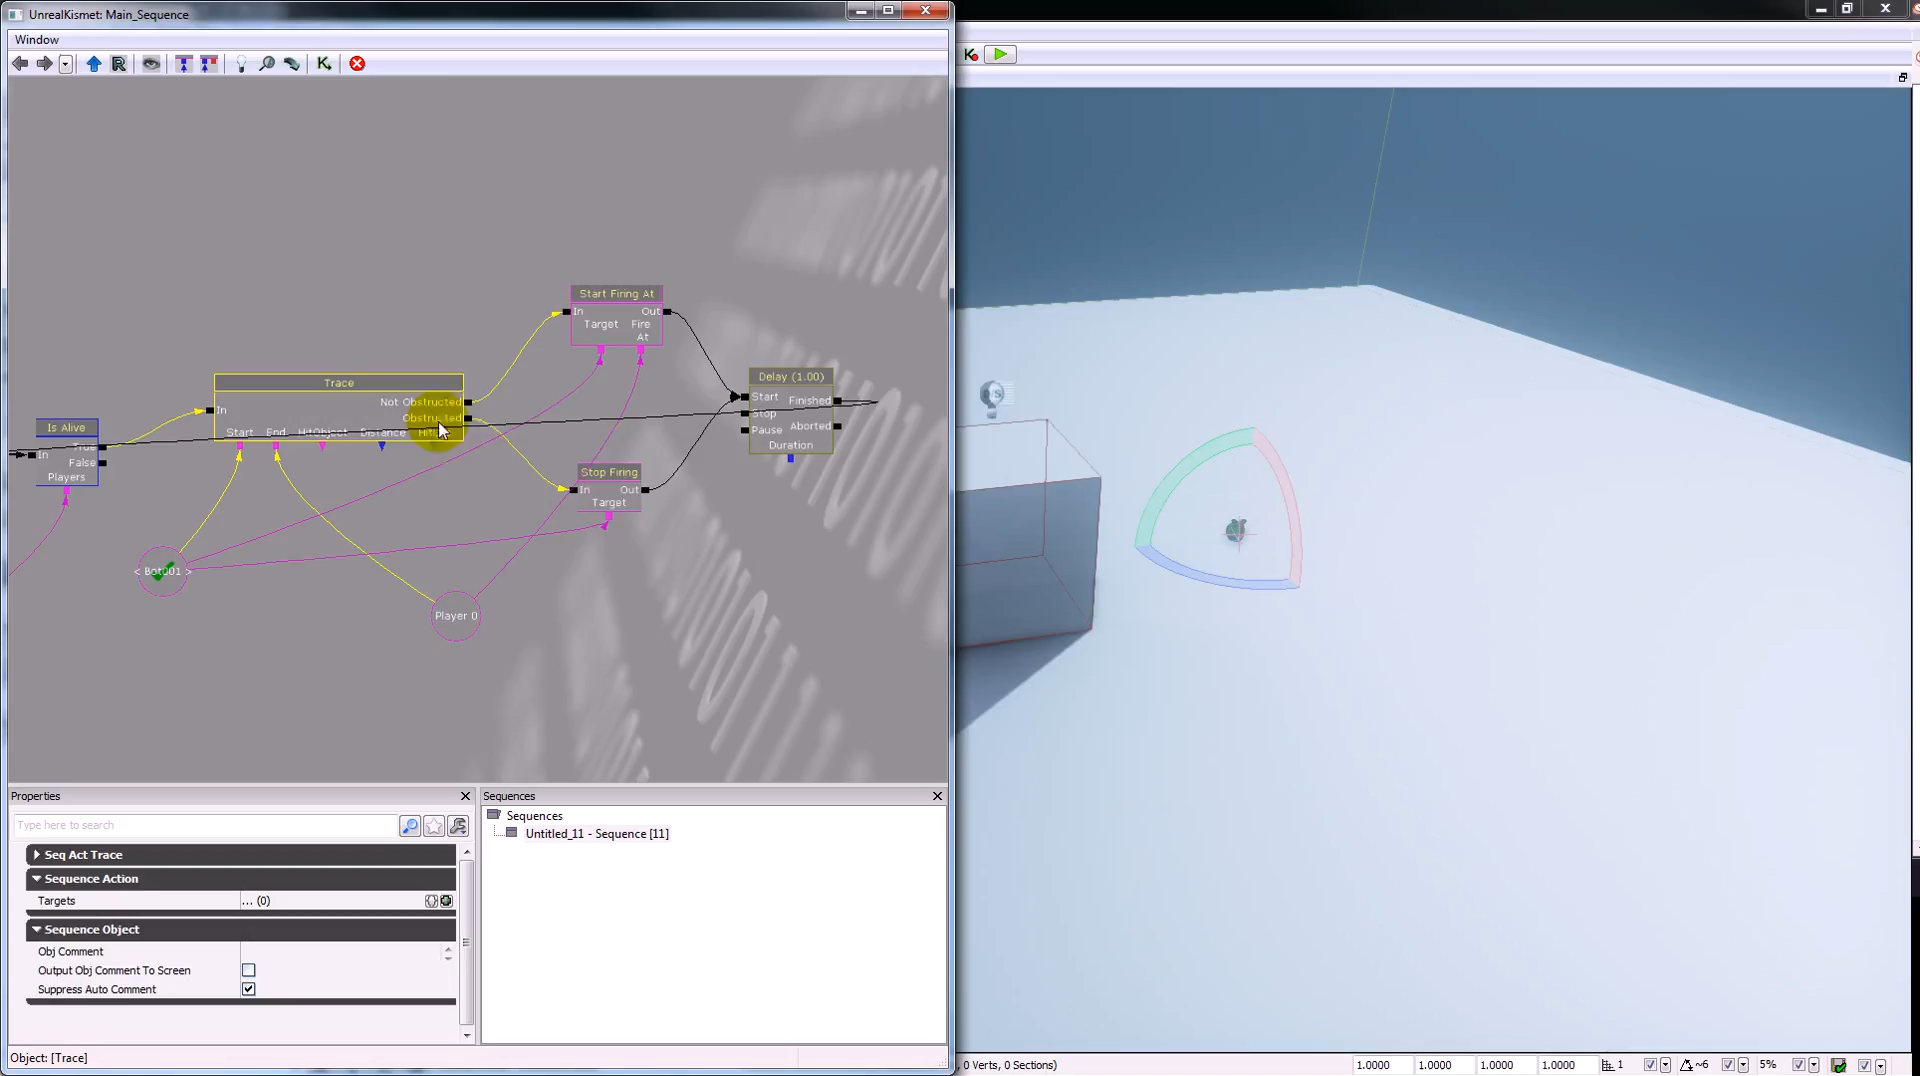 UnrealKismet: Main_Sequence
Window
Start Firing At
In Out
Target Fire At
Trace
In Not Obstructed
Obstructed
Start End HitObject Distance
Is Alive
In True
False
Players
Delay (1.00)
Start Finished
Stop
Pause Aborted
Duration
Stop Firing
In Out
Target
< Bot001 >
Player 0
Properties
Type here to search
Seq Act Trace
Sequence Action
Targets ... (0)
Sequence Object
Obj Comment
Output Obj Comment To Screen
Suppress Auto Comment
Sequences
Sequences
Untitled_11 - Sequence [11]
Object: [Trace]
, 0 Verts, 0 Sections)
1.0000 1.0000 1.0000 1.0000 1 ~6 5%